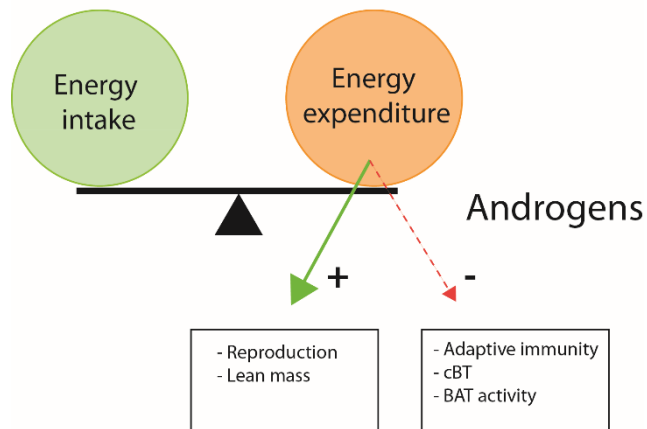 Energy
intake
Energy
expenditure
Androgens
+
-
- Reproduction
- Lean mass
- Adaptive immunity
- cBT
- BAT activity